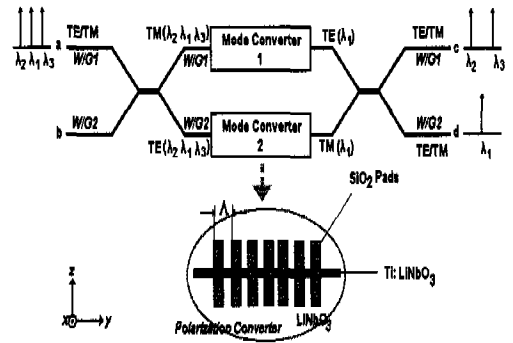 TE/TM
TM(λ2 λ1 λ3)
TE(λ1)
TE/TM
a
W/G1
W/G1
Mode Converter
1
W/G1
c
λ2 λ1 λ3
λ2 λ3
b
W/G2
W/G2
Mode Converter
2
W/G2
d
TE(λ2 λ1 λ3)
TM(λ1)
TE/TM
λ1
SiO2 Pads
Λ
Ti: LiNbO3
LiNbO3
Polarization Converter
z
x
y